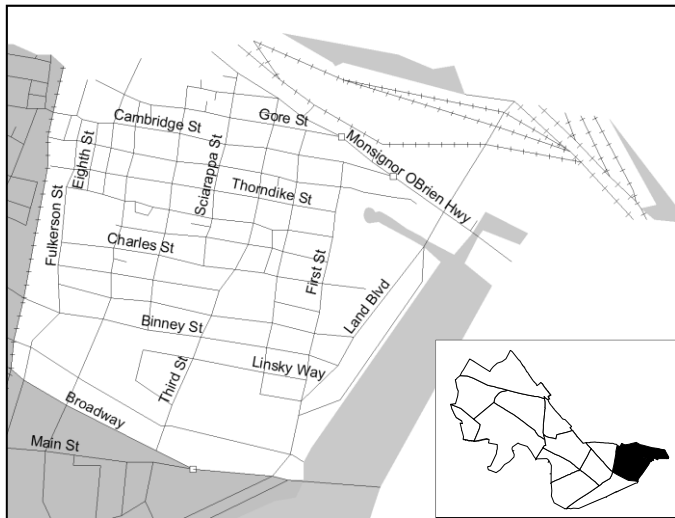 Gore St
Cambridge St
Monsignor OBrien Hwy
Eighth St
Sciarappa St
Thorndike St
Fulkerson St
Charles St
First St
Land Blvd
Binney St
Linsky Way
Third St
Broadway
Main St